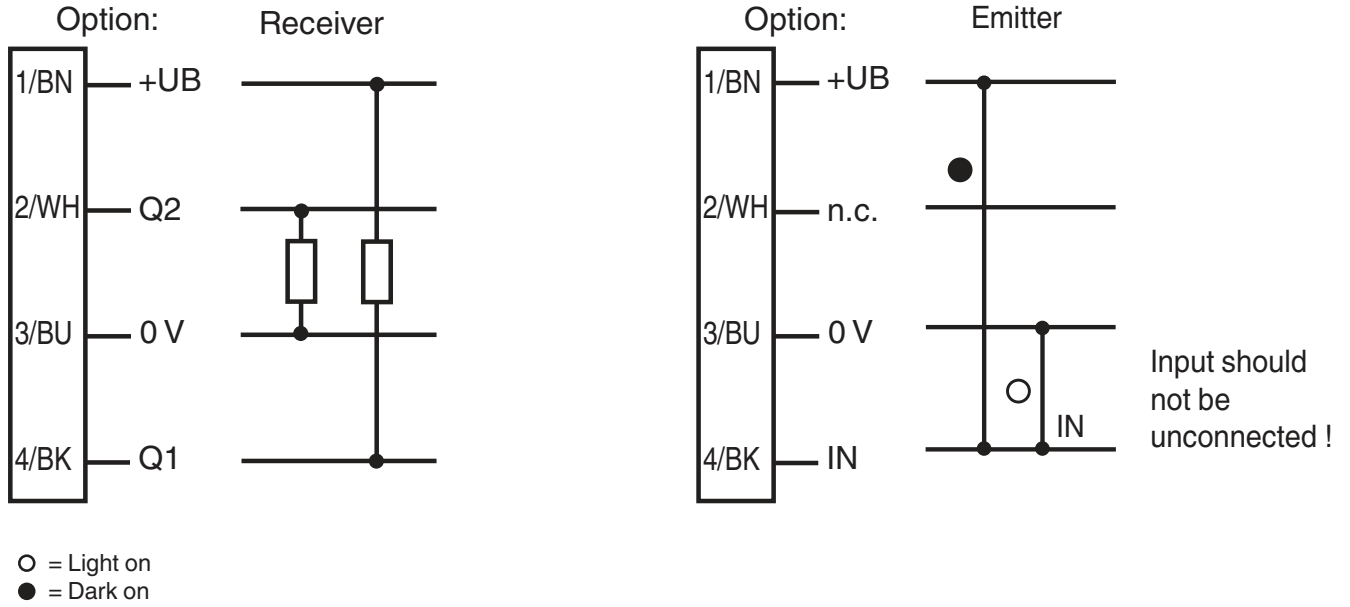 Option:
Receiver
1/BN
+UB
2/WH
Q2
3/BU
0 V
4/BK
Q1
Option:
Emitter
1/BN
+UB
2/WH
n.c.
3/BU
0 V
4/BK
IN
IN
Input should
not be
unconnected !
= Light on
= Dark on